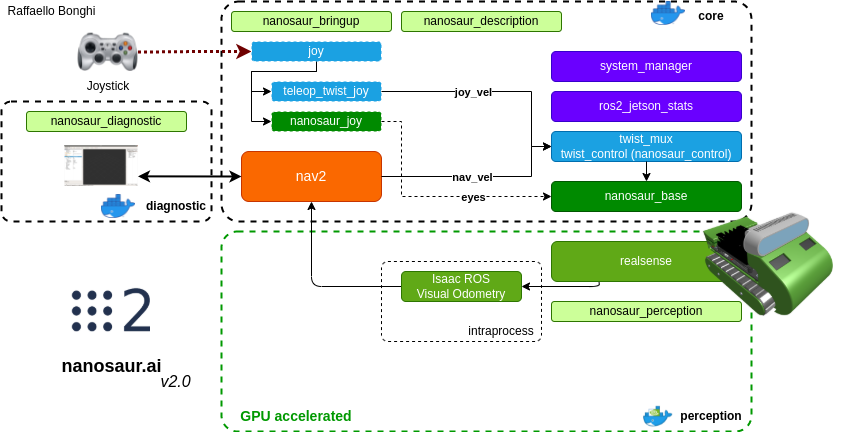 Raffaello Bonghi
nanosaur_bringup
nanosaur_description
core
joy
Joystick
system_manager
teleop_twist_joy
joy_vel
ros2_jetson_stats
nanosaur_diagnostic
nanosaur_joy
twist_mux
twist_control (nanosaur_control)
nav2
nav_vel
eyes
nanosaur_base
diagnostic
realsense
Isaac ROS
Visual Odometry
intraprocess
nanosaur_perception
2
nanosaur.ai
v2.0
GPU accelerated
perception